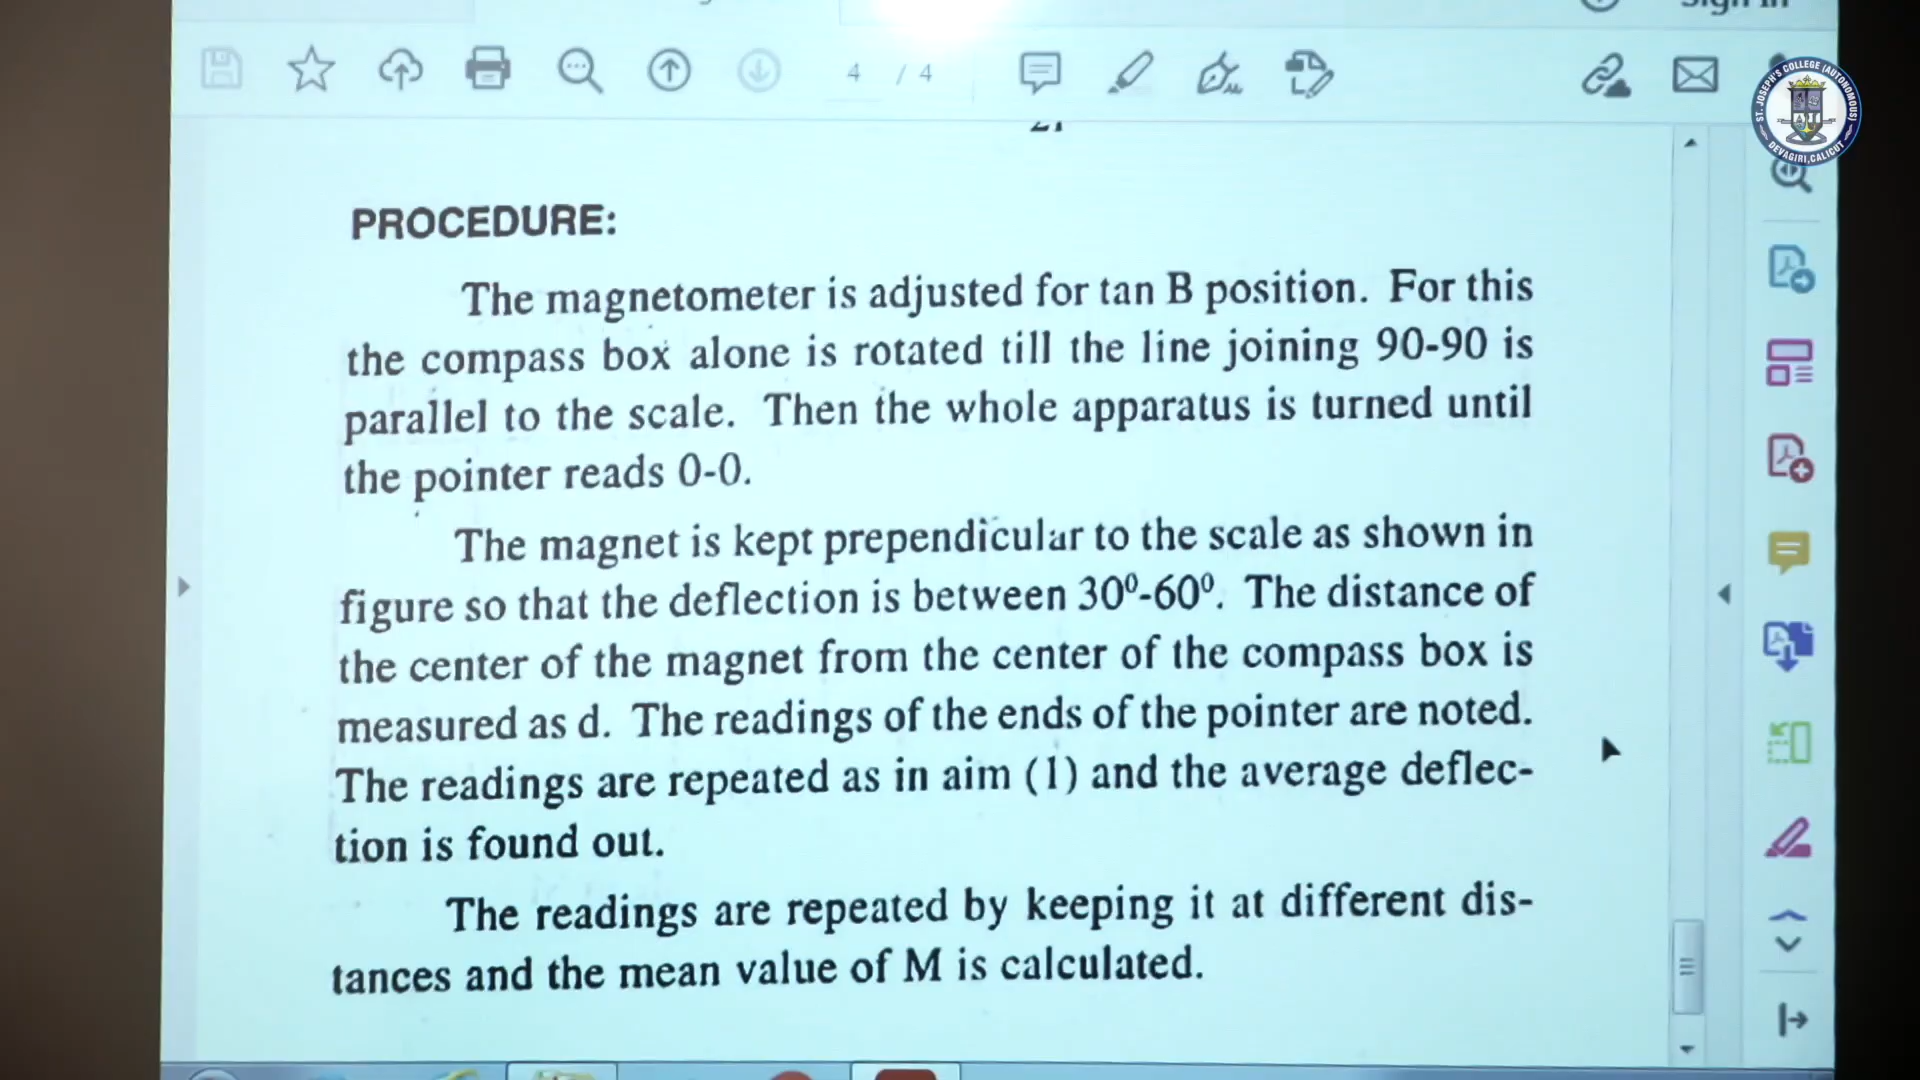 4 / 4
PROCEDURE:
The magnetometer is adjusted for tan B position. For this
the compass box alone is rotated till the line joining 90-90 is
parallel to the scale. Then the whole apparatus is turned until
the pointer reads 0-0.
The magnet is kept prependicular to the scale as shown in
figure so that the deflection is between 30⁰-60⁰. The distance of
the center of the magnet from the center of the compass box is
measured as d. The readings of the ends of the pointer are noted.
The readings are repeated as in aim (1) and the average deflec-
tion is found out.
The readings are repeated by keeping it at different dis-
tances and the mean value of M is calculated.
ST. JOSEPH'S COLLEGE (AUTONOMOUS)
DEVAGIRI, CALICUT